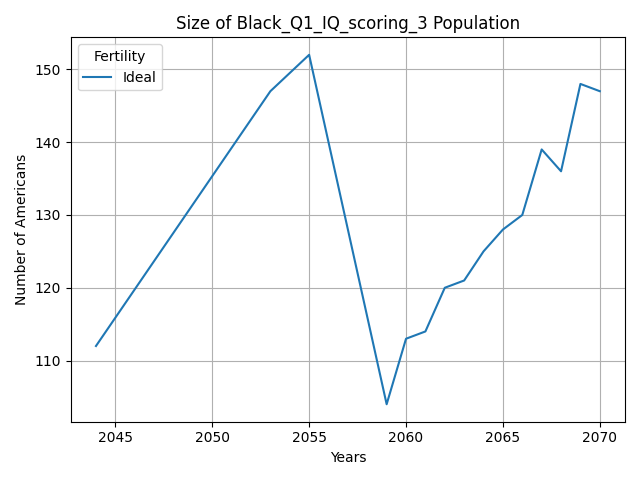 Size of Black_Q1_IQ_scoring_3 Population
Fertility
Ideal
150
140
130
120
110
Number of Americans
2045 2050 2055 2060 2065 2070
Years